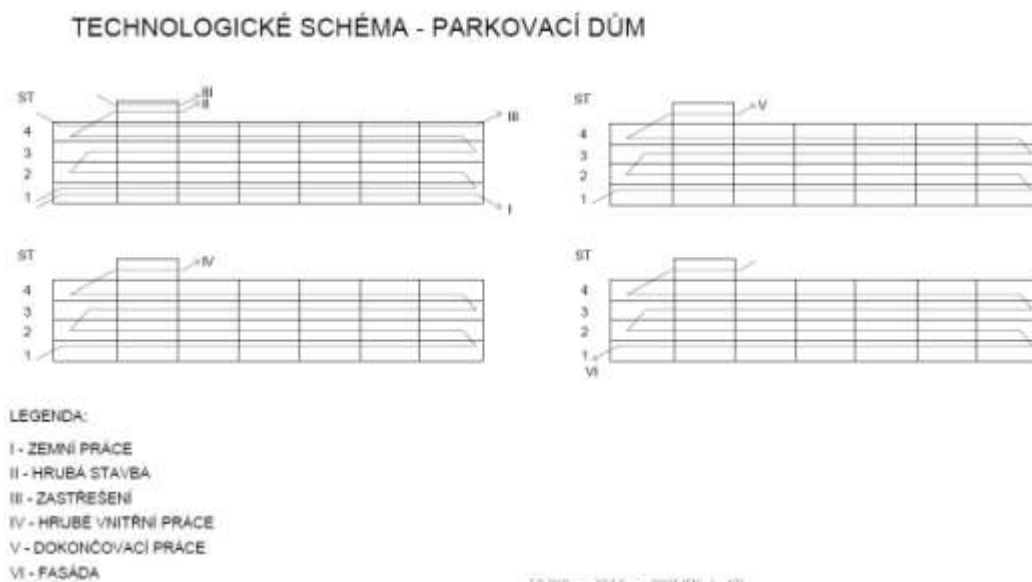 TECHNOLOGICKÉ SCHÉMA - PARKOVACÍ DŮM
ST
III
II
III
4
3
2
1
I
ST
V
4
3
2
1
ST
IV
4
3
2
1
ST
4
3
2
1
VI
LEGENDA:
I - ZEMNÍ PRÁCE
II - HRUBÁ STAVBA
III - ZASTŘEŠENÍ
IV - HRUBÉ VNITŘNÍ PRÁCE
V - DOKONČOVACÍ PRÁCE
VI - FASÁDA